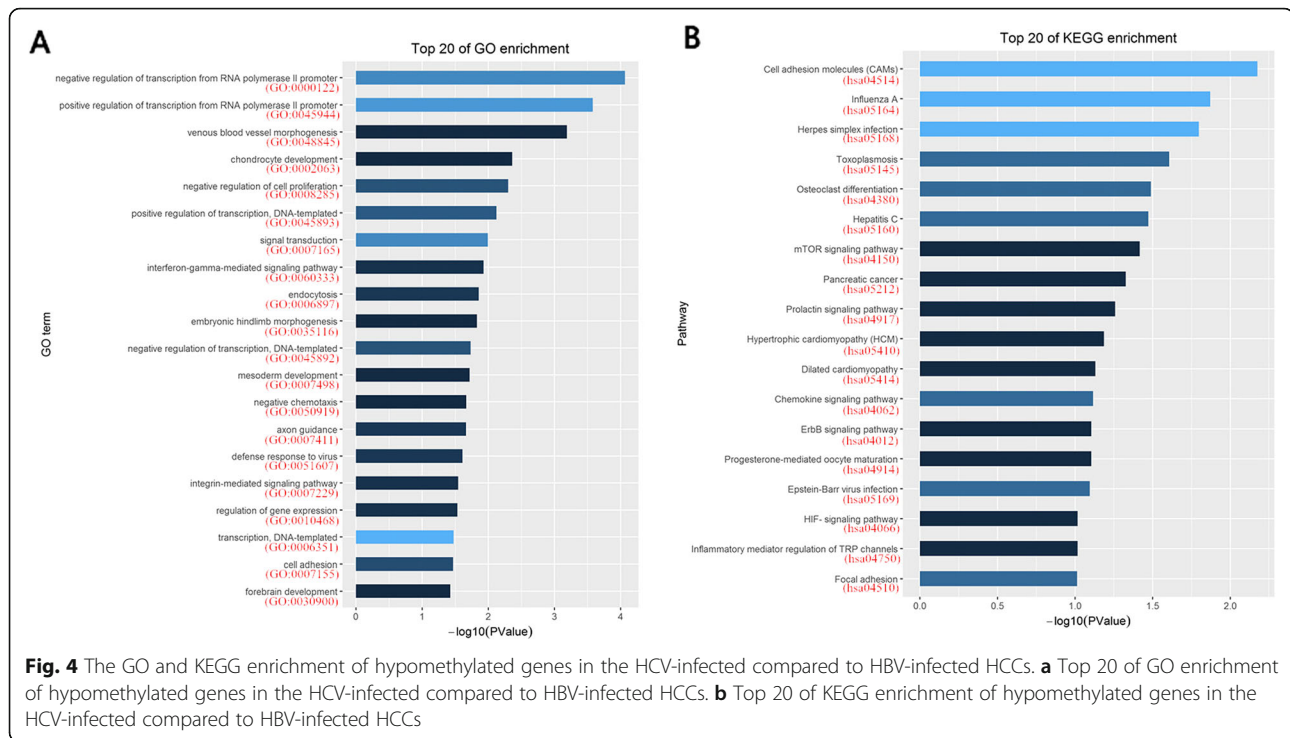 A
Top 20 of GO enrichment
GO term
negative regulation of transcription from RNA polymerase II promoter
(GO:0000122)
positive regulation of transcription from RNA polymerase II promoter
(GO:0045944)
venous blood vessel morphogenesis
(GO:0048845)
chondrocyte development
(GO:0002063)
negative regulation of cell proliferation
(GO:0008285)
positive regulation of transcription, DNA-templated
(GO:0045893)
signal transduction
(GO:0007165)
interferon-gamma-mediated signaling pathway
(GO:0060333)
endocytosis
(GO:0006897)
embryonic hindlimb morphogenesis
(GO:0035116)
negative regulation of transcription, DNA-templated
(GO:0045892)
mesoderm development
(GO:0007498)
negative chemotaxis
(GO:0050919)
axon guidance
(GO:0007411)
defense response to virus
(GO:0051607)
integrin-mediated signaling pathway
(GO:0007229)
regulation of gene expression
(GO:0010468)
transcription, DNA-templated
(GO:0006351)
cell adhesion
(GO:0007155)
forebrain development
(GO:0030900)
0 1 2 3 4
−log10(PValue)
B
Top 20 of KEGG enrichment
Pathway
Cell adhesion molecules (CAMs)
(hsa04514)
Influenza A
(hsa05164)
Herpes simplex infection
(hsa05168)
Toxoplasmosis
(hsa05145)
Osteoclast differentiation
(hsa04380)
Hepatitis C
(hsa05160)
mTOR signaling pathway
(hsa04150)
Pancreatic cancer
(hsa05212)
Prolactin signaling pathway
(hsa04917)
Hypertrophic cardiomyopathy (HCM)
(hsa05410)
Dilated cardiomyopathy
(hsa05414)
Chemokine signaling pathway
(hsa04062)
ErbB signaling pathway
(hsa04012)
Progesterone-mediated oocyte maturation
(hsa04914)
Epstein-Barr virus infection
(hsa05169)
HIF- signaling pathway
(hsa04066)
Inflammatory mediator regulation of TRP channels
(hsa04750)
Focal adhesion
(hsa04510)
0.0 0.5 1.0 1.5 2.0
−log10(PValue)
Fig. 4 The GO and KEGG enrichment of hypomethylated genes in the HCV-infected compared to HBV-infected HCCs. a Top 20 of GO enrichment
of hypomethylated genes in the HCV-infected compared to HBV-infected HCCs. b Top 20 of KEGG enrichment of hypomethylated genes in the
HCV-infected compared to HBV-infected HCCs